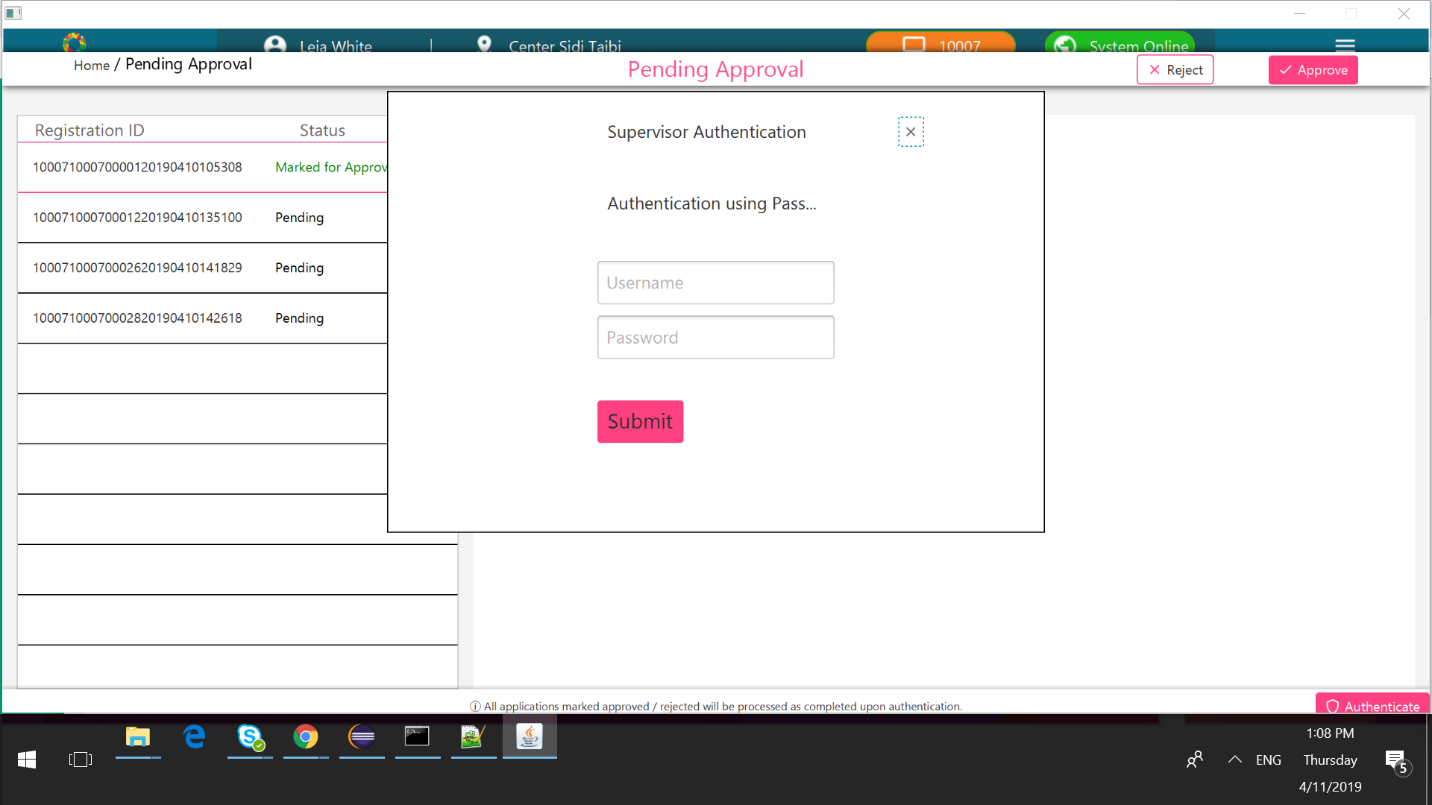 Leia White | Center Sidi Taibi 10007 System Online
Home / Pending Approval
Pending Approval
Reject
Approve
Registration ID Status
10007100070000120190410105308 Marked for Approv
10007100070001220190410135100 Pending
10007100070002620190410141829 Pending
10007100070002820190410142618 Pending
Supervisor Authentication
Authentication using Pass...
Username
Password
Submit
All applications marked approved / rejected will be processed as completed upon authentication.
Authenticate
1:08 PM
ENG Thursday
4/11/2019
5